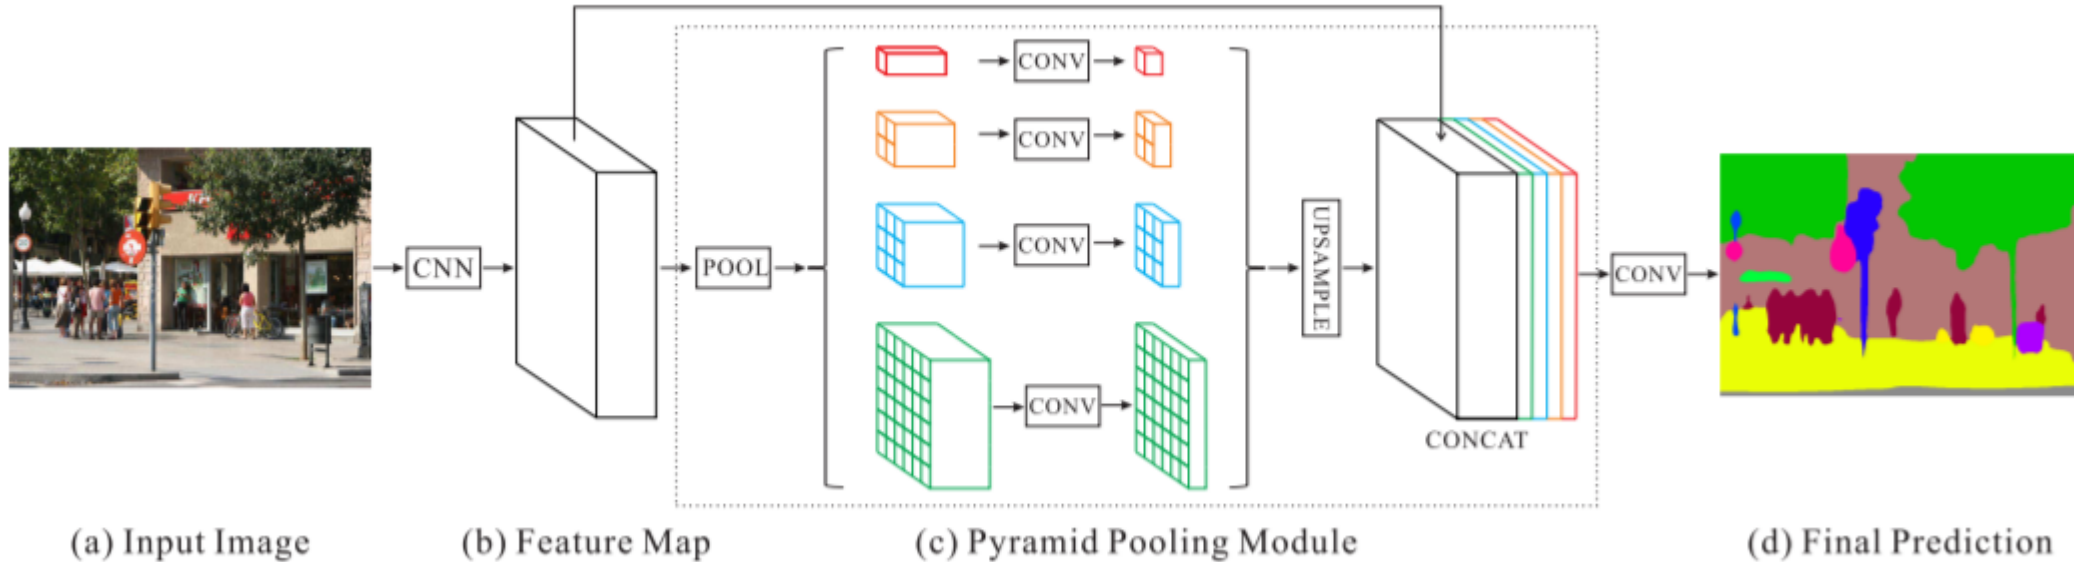 CNN
POOL
CONV
CONV
CONV
CONV
UPSAMPLE
CONCAT
CONV
(a) Input Image
(b) Feature Map
(c) Pyramid Pooling Module
(d) Final Prediction